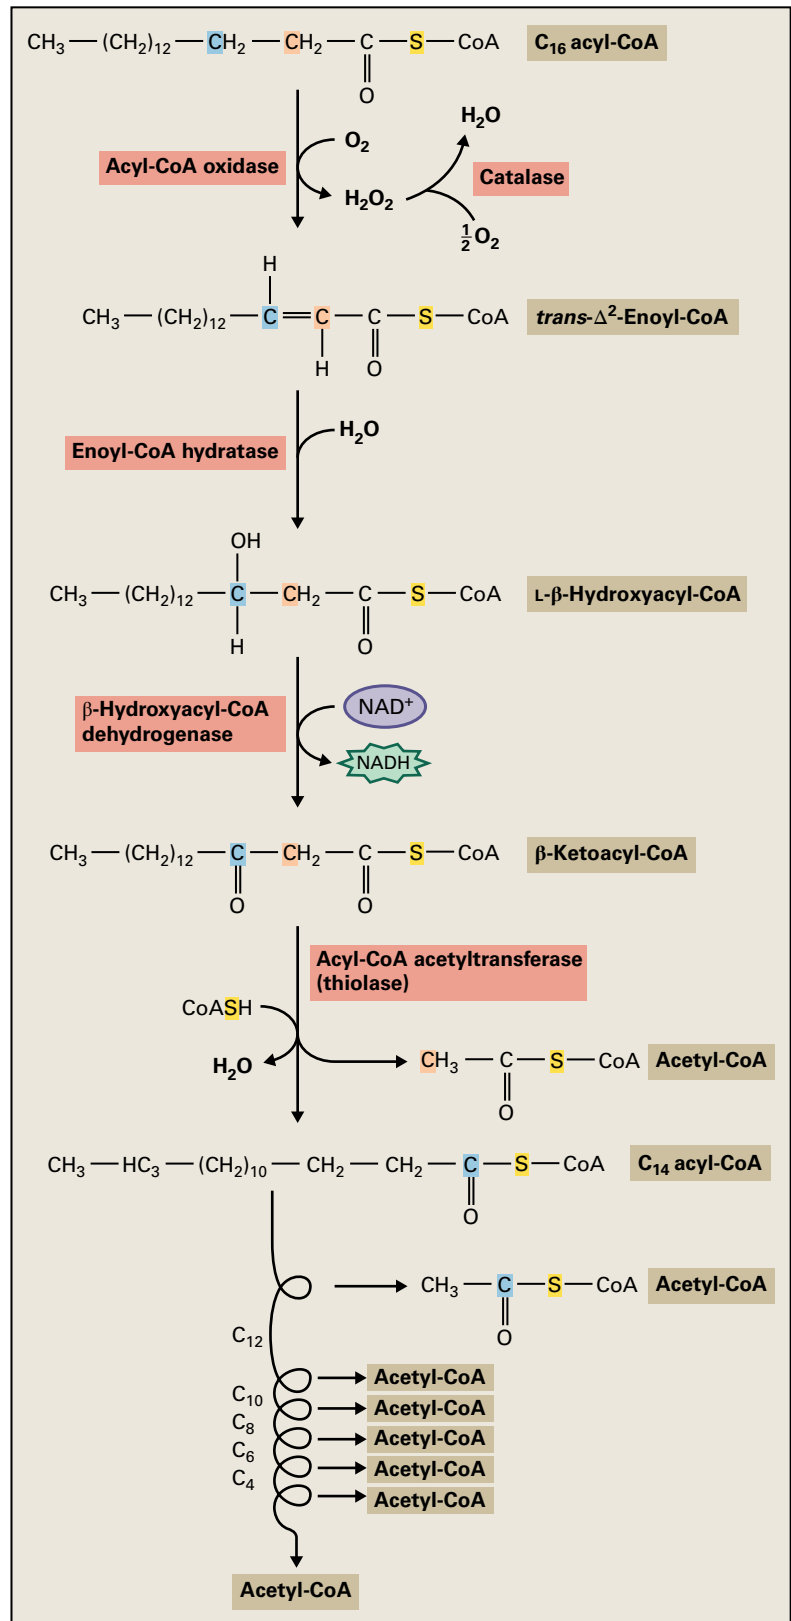 CH₃—(CH₂)₁₂—CH₂—CH₂—C—S—CoA C₁₆ acyl-CoA
O
H₂O
O₂
Acyl-CoA oxidase
Catalase
H₂O₂
½O₂
H
CH₃—(CH₂)₁₂—C=C—C—S—CoA trans-Δ²-Enoyl-CoA
H O
H₂O
Enoyl-CoA hydratase
OH
CH₃—(CH₂)₁₂—C—CH₂—C—S—CoA L-β-Hydroxyacyl-CoA
H O
β-Hydroxyacyl-CoA
dehydrogenase
NAD⁺
NADH
CH₃—(CH₂)₁₂—C—CH₂—C—S—CoA β-Ketoacyl-CoA
O O
Acyl-CoA acetyltransferase
(thiolase)
CoASH
H₂O
CH₃—C—S—CoA Acetyl-CoA
O
CH₃—HC₃—(CH₂)₁₀—CH₂—CH₂—C—S—CoA C₁₄ acyl-CoA
O
CH₃—C—S—CoA Acetyl-CoA
O
C₁₂
Acetyl-CoA
C₁₀
Acetyl-CoA
C₈
Acetyl-CoA
C₆
Acetyl-CoA
C₄
Acetyl-CoA
Acetyl-CoA